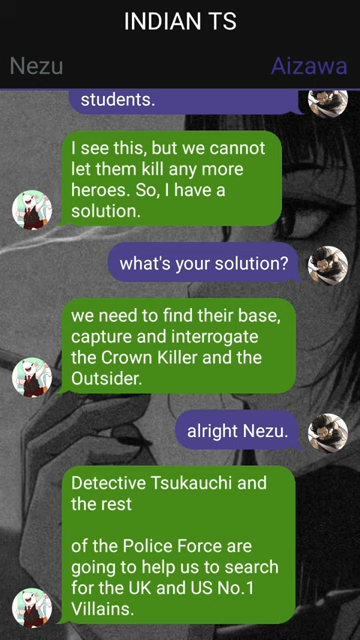 INDIAN TS
Nezu
Aizawa
students.
I see this, but we cannot
let them kill any more
heroes. So, I have a
solution.
what's your solution?
we need to find their base,
capture and interrogate
the Crown Killer and the
Outsider.
alright Nezu.
Detective Tsukauchi and
the rest
of the Police Force are
going to help us to search
for the UK and US No.1
Villains.